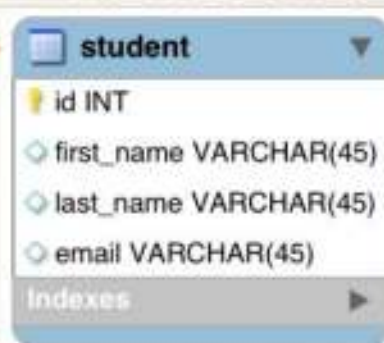 student
id INT
first_name VARCHAR(45)
last_name VARCHAR(45)
email VARCHAR(45)
Indexes